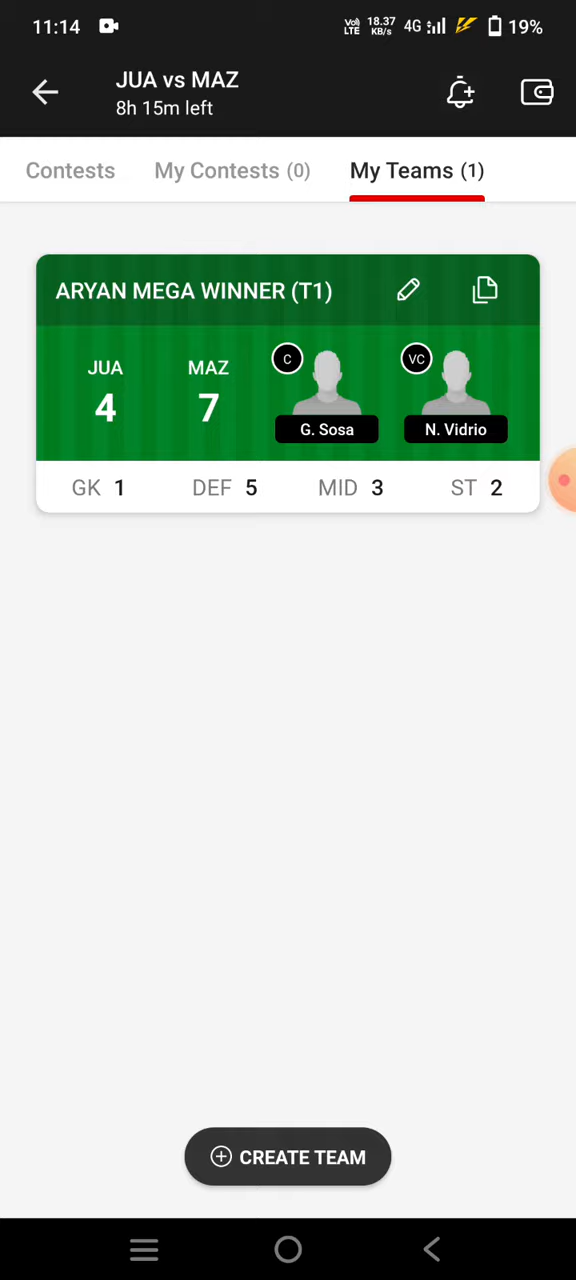 11:14 Vo) LTE 18.37 KB/s 4G 19%
JUA vs MAZ
8h 15m left
Contests My Contests (0) My Teams (1)
ARYAN MEGA WINNER (T1)
JUA MAZ C VC
4 7
G. Sosa N. Vidrio
GK 1 DEF 5 MID 3 ST 2
CREATE TEAM